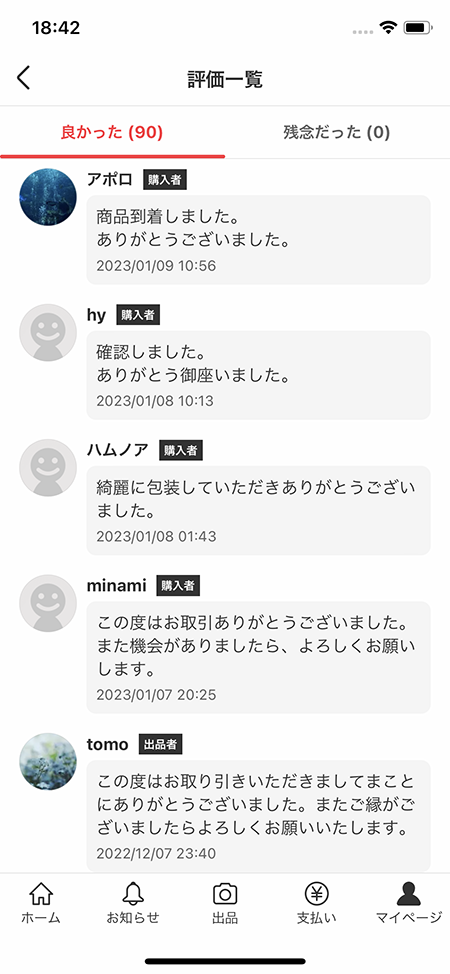 18:42
評価一覧
良かった (90)
残念だった (0)
アポロ 購入者
商品到着しました。
ありがとうございました。
2023/01/09 10:56
hy 購入者
確認しました。
ありがとう御座いました。
2023/01/08 10:13
ハムノア 購入者
綺麗に包装していただきありがとうござい
ました。
2023/01/08 01:43
minami 購入者
この度はお取引ありがとうございました。
また機会がありましたら、よろしくお願い
します。
2023/01/07 20:25
tomo 出品者
この度はお取り引きいただきましてまこと
にありがとうございました。またご縁がご
ざいましたらよろしくお願いいたします。
2022/12/07 23:40
ホーム
お知らせ
出品
支払い
マイページ